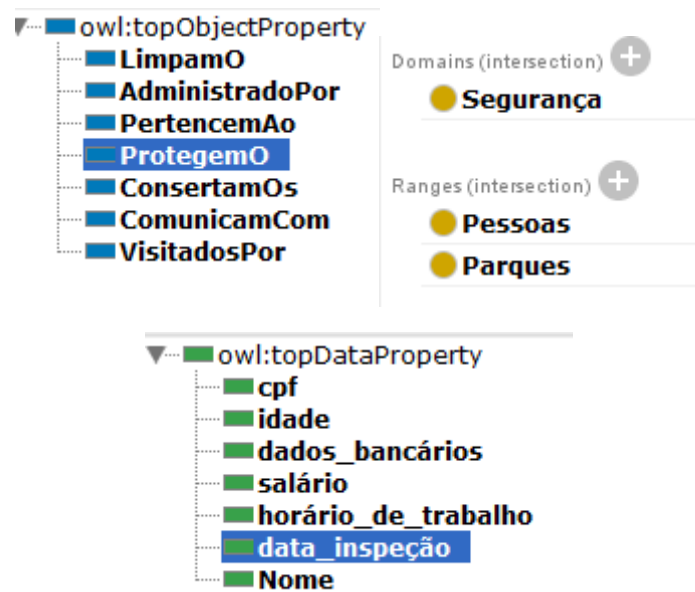 owl:topObjectProperty
LimpamO
AdministradoPor
PertencemAo
ProtegemO
ConsertamOs
ComunicamCom
VisitadosPor
Domains (intersection)
Segurança
Ranges (intersection)
Pessoas
Parques
owl:topDataProperty
cpf
idade
dados_bancários
salário
horário_de_trabalho
data_inspeção
Nome